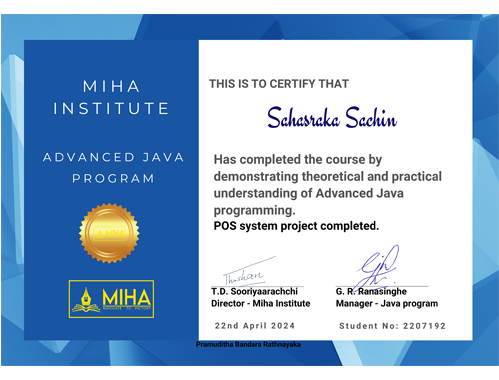 MIHA
INSTITUTE
ADVANCED JAVA
PROGRAM
MIHA
THIS IS TO CERTIFY THAT
Sahasraka Sachin
Has completed the course by
demonstrating theoretical and practical
understanding of Advanced Java
programming.
POS system project completed.
Thushan
T.D. Sooriyaarachchi
Director - Miha Institute
G. R. Ranasinghe
Manager - Java program
22nd April 2024
Student No: 2207192
Pramuditha Bandara Rathnayaka